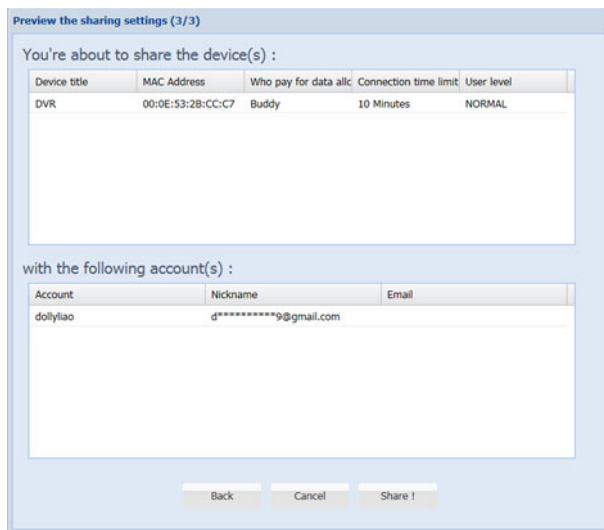 Preview the sharing settings (3/3)
You're about to share the device(s) :
Device title MAC Address Who pay for data allc Connection time limit User level
DVR 00:0E:53:2B:CC:C7 Buddy 10 Minutes NORMAL
with the following account(s) :
Account Nickname Email
dollyliao d**********9@gmail.com
Back Cancel Share !